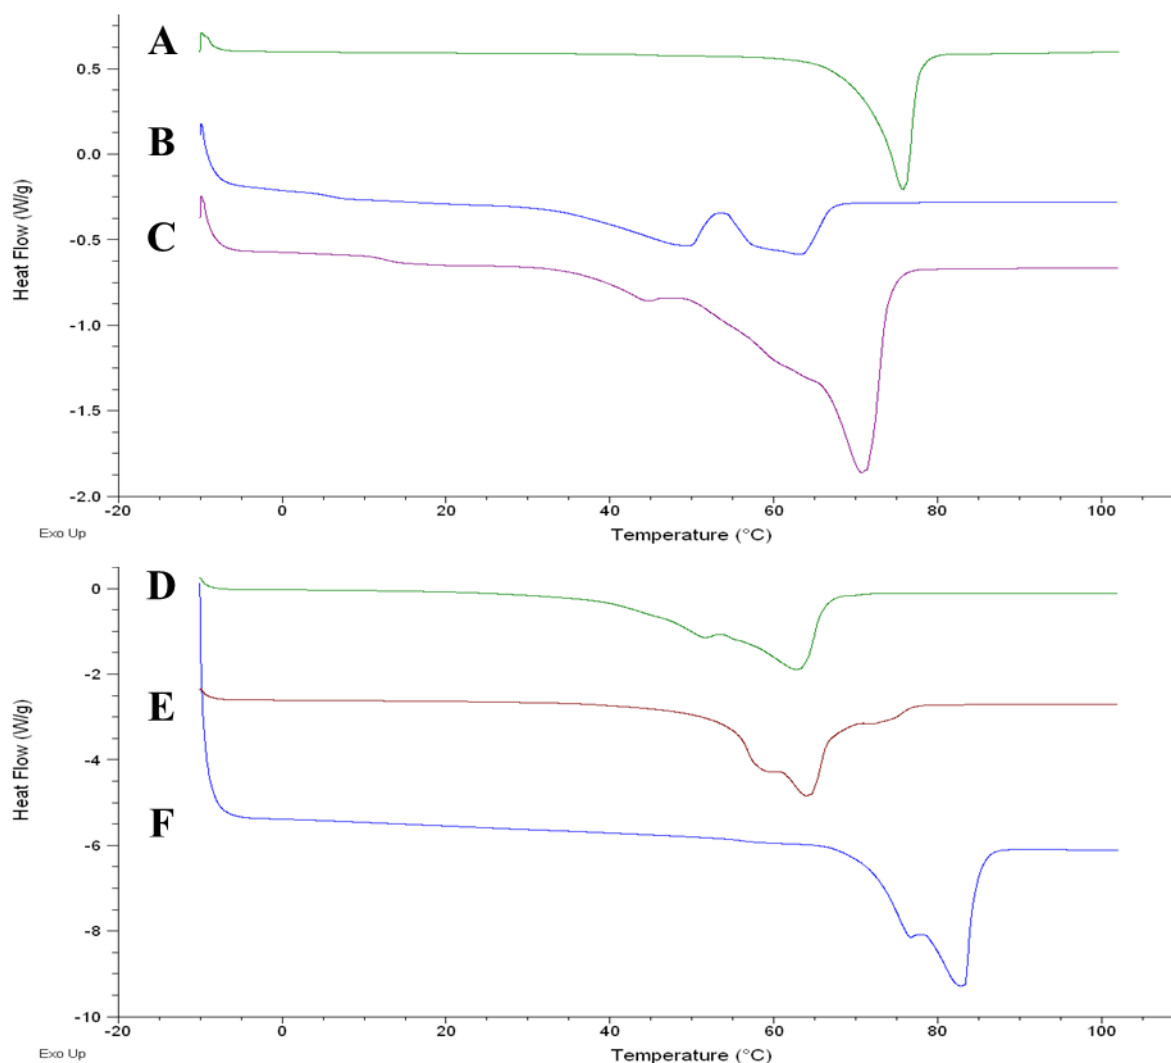 A
0.5
B
0.0
C
-0.5
Heat Flow (W/g)
-1.0
-1.5
-2.0
-20 0 20 40 60 80 100
Exo Up
Temperature (°C)
D
0
-2
E
Heat Flow (W/g)
-4
F
-6
-8
-10
-20 0 20 40 60 80 100
Exo Up
Temperature (°C)